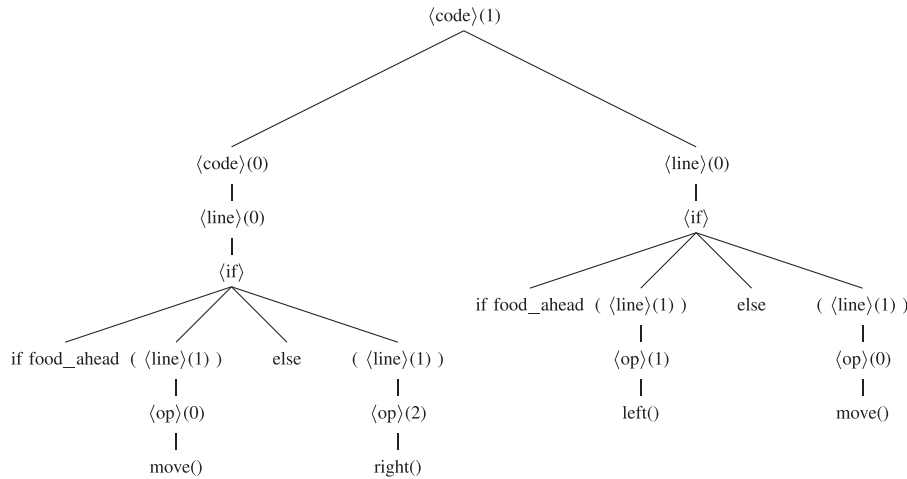 ⟨code⟩(1)
⟨code⟩(0) ⟨line⟩(0)
⟨line⟩(0) ⟨if⟩
⟨if⟩
if food_ahead ( ⟨line⟩(1) ) else ( ⟨line⟩(1) )
if food_ahead ( ⟨line⟩(1) ) else ( ⟨line⟩(1) ) ⟨op⟩(1) ⟨op⟩(0)
⟨op⟩(0) ⟨op⟩(2) left() move()
move() right()